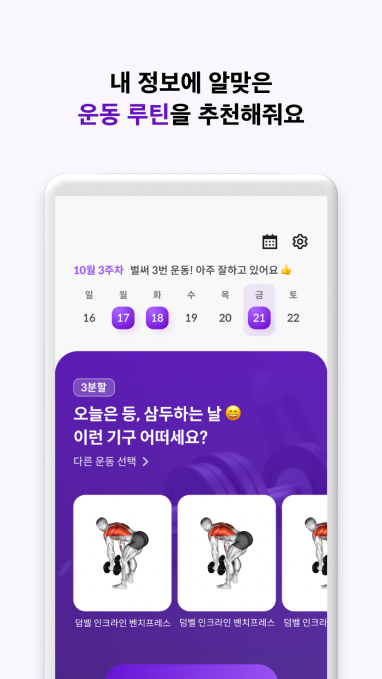 내 정보에 알맞은
운동 루틴을 추천해줘요
10월 3주차 벌써 3번 운동! 아주 잘하고 있어요 👍
일 월 화 수 목 금 토
16 17 18 19 20 21 22
3분할
오늘은 등, 삼두하는 날 😄
이런 기구 어떠세요?
다른 운동 선택 >
덤벨 인크라인 벤치프레스 덤벨 인크라인 벤치프레스 덤벨 인크라